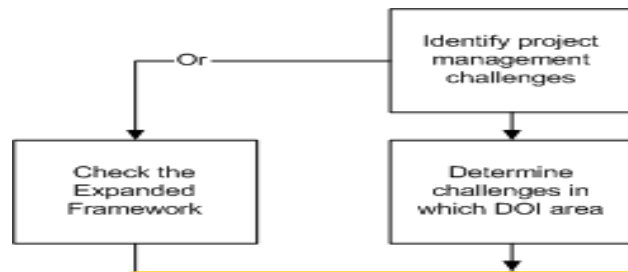 Identify project
management
challenges
Or
Check the
Expanded
Framework
Determine
challenges in
which DOI area